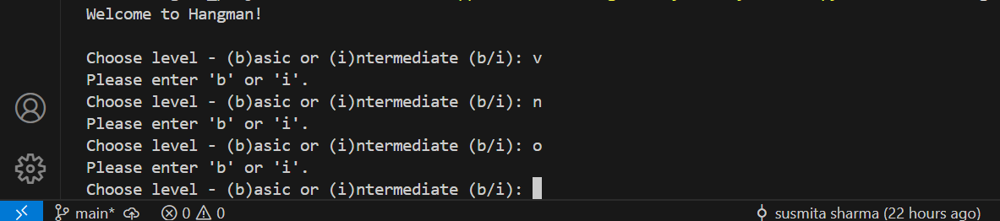 Welcome to Hangman!
Choose level - (b)asic or (i)ntermediate (b/i): v
Please enter 'b' or 'i'.
Choose level - (b)asic or (i)ntermediate (b/i): n
Please enter 'b' or 'i'.
Choose level - (b)asic or (i)ntermediate (b/i): o
Please enter 'b' or 'i'.
Choose level - (b)asic or (i)ntermediate (b/i):
main* 0 0 susmita sharma (22 hours ago)